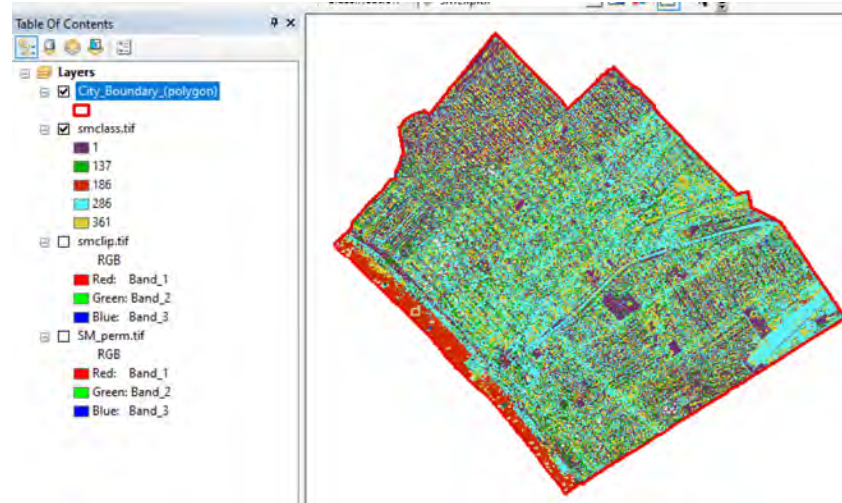 Table Of Contents
Layers
City_Boundary_(polygon)
smclass.tif
1
137
186
286
361
smclip.tif
RGB
Red: Band_1
Green: Band_2
Blue: Band_3
SM_perm.tif
RGB
Red: Band_1
Green: Band_2
Blue: Band_3